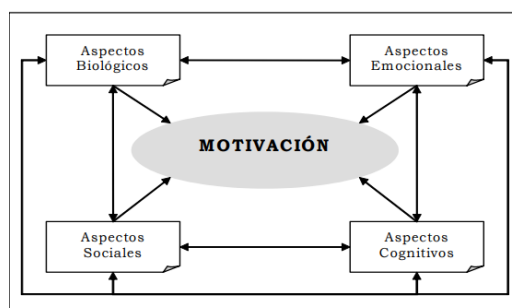 Aspectos
Biológicos
Aspectos
Emocionales
MOTIVACIÓN
Aspectos
Sociales
Aspectos
Cognitivos